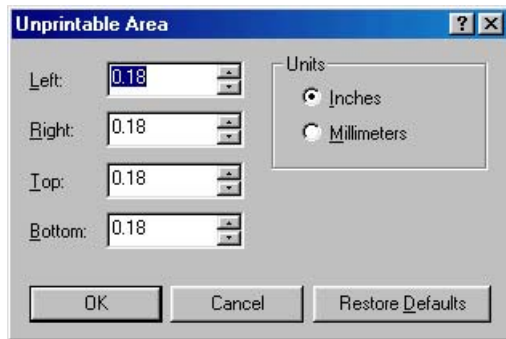 Unprintable Area
Left: 0.18
Right: 0.18
Top: 0.18
Bottom: 0.18
Units
Inches
Millimeters
OK Cancel Restore Defaults